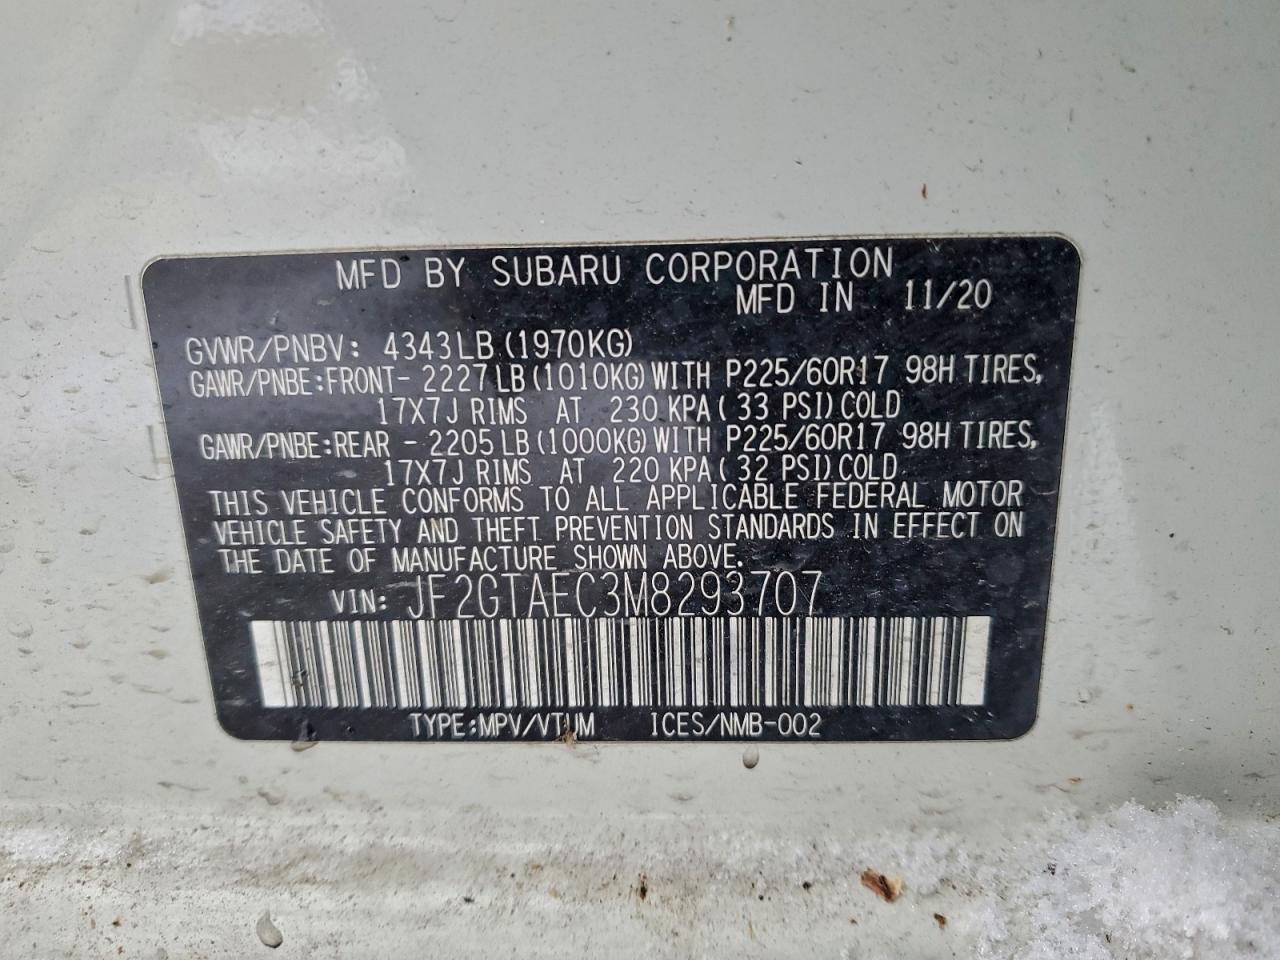 MFD BY SUBARU CORPORATION
MFD IN 11/20
GVWR/PNBV: 4343LB (1970KG)
GAWR/PNBE:FRONT- 2227LB(1010KG)WITH P225/60R17 98H TIRES,
17X7J RIMS AT 230 KPA( 33 PSI)COLD
GAWR/PNBE:REAR - 2205LB(1000KG)WITH P225/60R17 98H TIRES,
17X7J RIMS AT 220 KPA( 32 PSI)COLD
THIS VEHICLE CONFORMS TO ALL APPLICABLE FEDERAL MOTOR
VEHICLE SAFETY AND THEFT PREVENTION STANDARDS IN EFFECT ON
THE DATE OF MANUFACTURE SHOWN ABOVE.
VIN: JF2GTAEC3M8293707
TYPE:MPV/VTUM ICES/NMB-002